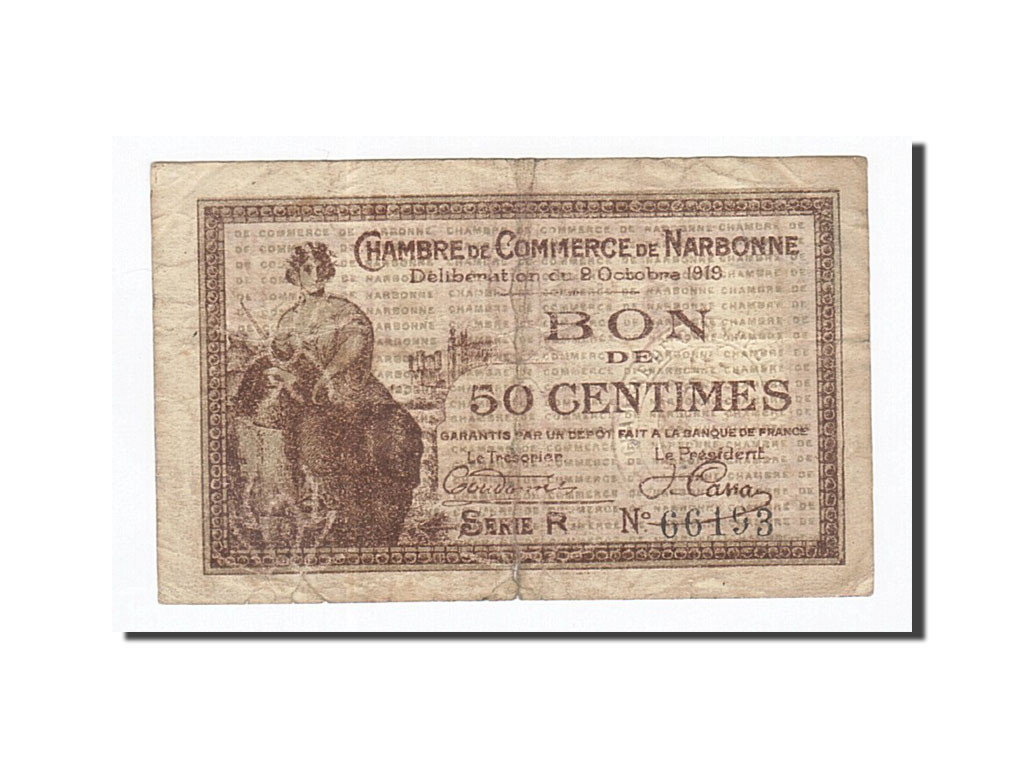 CHAMBRE DE COMMERCE DE NARBONNE
Délibération du 2 Octobre 1919
BON
DE
50 CENTIMES
GARANTIS PAR UN DEPÔT FAIT A LA BANQUE DE FRANCE
Le Trésorier Le Président
SERIE R No 66193